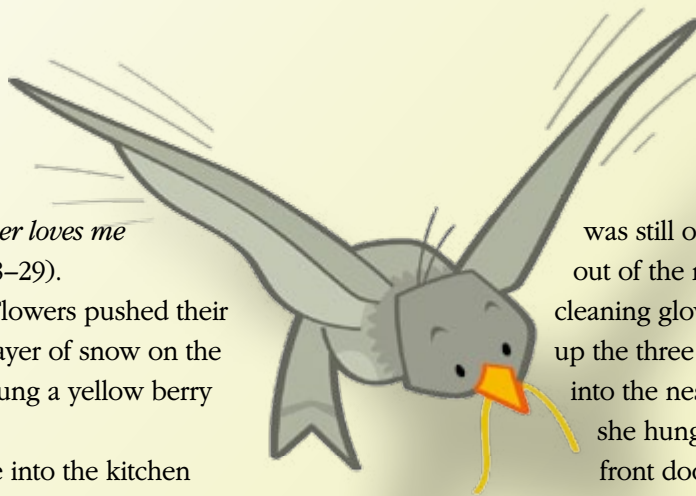 er loves me
3–29).
Flowers pushed their
ayer of snow on the
ung a yellow berry
e into the kitchen
was still o
out of the r
cleaning glov
up the three
into the nea
she hung
front doo